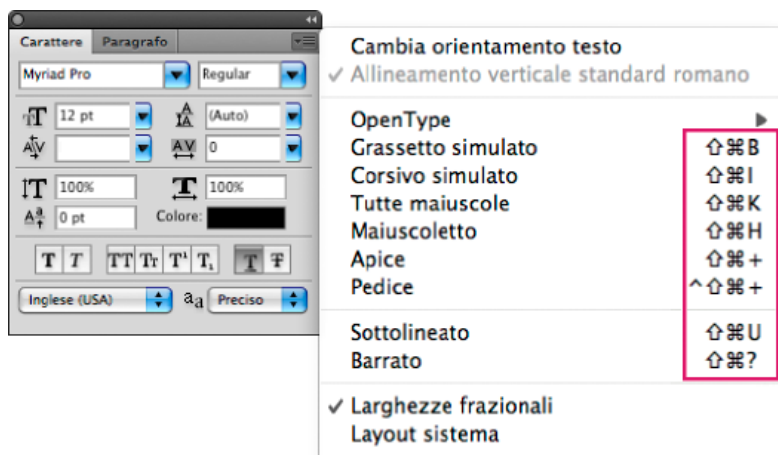 Carattere Paragrafo
Myriad Pro Regular
12 pt (Auto)
0
100% 100%
0 pt Colore:
T T TT Tr T¹ T₁ T T
Inglese (USA) aa Preciso
Cambia orientamento testo
✓ Allineamento verticale standard romano
OpenType ▶
Grassetto simulato ⇧⌘B
Corsivo simulato ⇧⌘I
Tutte maiuscole ⇧⌘K
Maiuscoletto ⇧⌘H
Apice ⇧⌘+
Pedice ^⇧⌘+
Sottolineato ⇧⌘U
Barrato ⇧⌘?
✓ Larghezze frazionali
Layout sistema